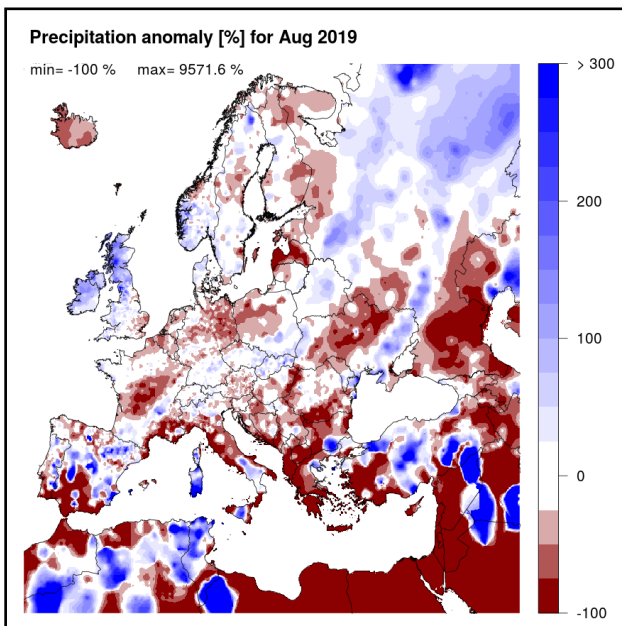 Precipitation anomaly [%] for Aug 2019
min= -100 % max= 9571.6 %
> 300
200
100
0
-100